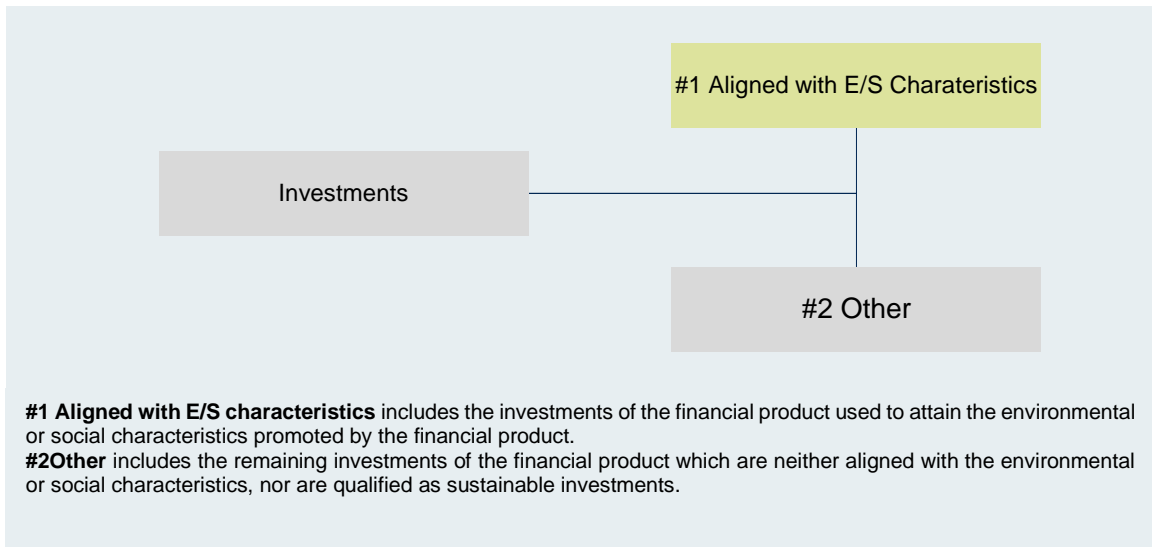 #1 Aligned with E/S Charateristics
Investments
#2 Other
#1 Aligned with E/S characteristics includes the investments of the financial product used to attain the environmental
or social characteristics promoted by the financial product.
#2Other includes the remaining investments of the financial product which are neither aligned with the environmental
or social characteristics, nor are qualified as sustainable investments.